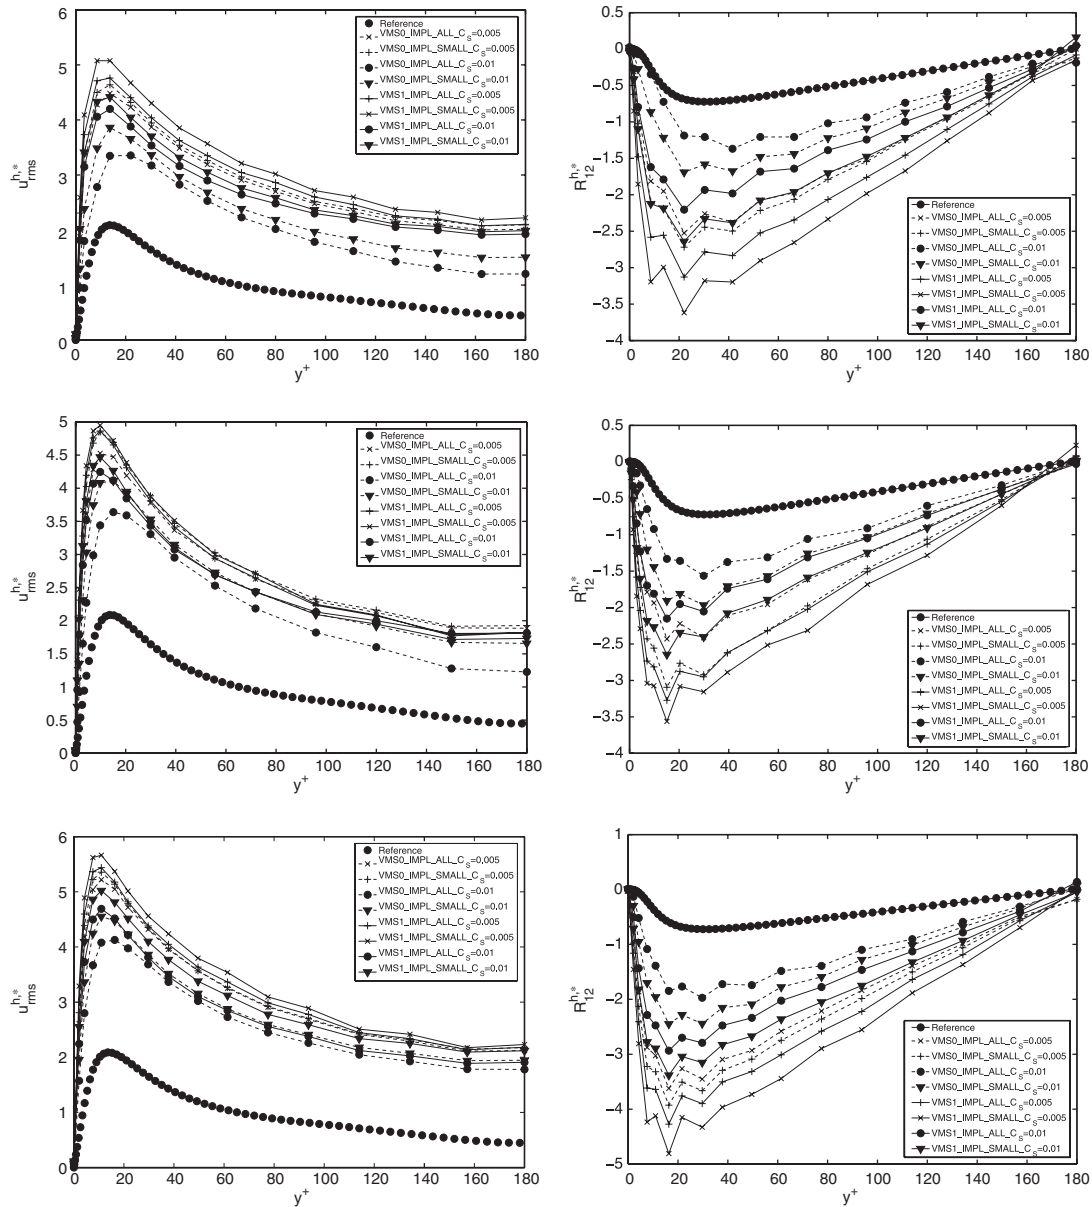 6
5
4
3
2
1
0
u^{h,*}_{rms}
0 20 40 60 80 100 120 140 160 180
y^+
Reference
VMS0_IMPL_ALL_C_S=0.005
VMS0_IMPL_SMALL_C_S=0.005
VMS0_IMPL_ALL_C_S=0.01
VMS0_IMPL_SMALL_C_S=0.01
VMS1_IMPL_ALL_C_S=0.005
VMS1_IMPL_SMALL_C_S=0.005
VMS1_IMPL_ALL_C_S=0.01
VMS1_IMPL_SMALL_C_S=0.01
0.5
0
−0.5
−1
−1.5
−2
−2.5
−3
−3.5
−4
R^{h,*}_{12}
0 20 40 60 80 100 120 140 160 180
y^+
Reference
VMS0_IMPL_ALL_C_S=0.005
VMS0_IMPL_SMALL_C_S=0.005
VMS0_IMPL_ALL_C_S=0.01
VMS0_IMPL_SMALL_C_S=0.01
VMS1_IMPL_ALL_C_S=0.005
VMS1_IMPL_SMALL_C_S=0.005
VMS1_IMPL_ALL_C_S=0.01
VMS1_IMPL_SMALL_C_S=0.01
5
4.5
4
3.5
3
2.5
2
1.5
1
0.5
0
u^{h,*}_{rms}
0 20 40 60 80 100 120 140 160 180
y^+
Reference
VMS0_IMPL_ALL_C_S=0.005
VMS0_IMPL_SMALL_C_S=0.005
VMS0_IMPL_ALL_C_S=0.01
VMS0_IMPL_SMALL_C_S=0.01
VMS1_IMPL_ALL_C_S=0.005
VMS1_IMPL_SMALL_C_S=0.005
VMS1_IMPL_ALL_C_S=0.01
VMS1_IMPL_SMALL_C_S=0.01
0.5
0
−0.5
−1
−1.5
−2
−2.5
−3
−3.5
−4
R^{h,*}_{12}
0 20 40 60 80 100 120 140 160 180
y^+
Reference
VMS0_IMPL_ALL_C_S=0.005
VMS0_IMPL_SMALL_C_S=0.005
VMS0_IMPL_ALL_C_S=0.01
VMS0_IMPL_SMALL_C_S=0.01
VMS1_IMPL_ALL_C_S=0.005
VMS1_IMPL_SMALL_C_S=0.005
VMS1_IMPL_ALL_C_S=0.01
VMS1_IMPL_SMALL_C_S=0.01
6
5
4
3
2
1
0
u^{h,*}_{rms}
0 20 40 60 80 100 120 140 160 180
y^+
Reference
VMS0_IMPL_ALL_C_S=0.005
VMS0_IMPL_SMALL_C_S=0.005
VMS0_IMPL_ALL_C_S=0.01
VMS0_IMPL_SMALL_C_S=0.01
VMS1_IMPL_ALL_C_S=0.005
VMS1_IMPL_SMALL_C_S=0.005
VMS1_IMPL_ALL_C_S=0.01
VMS1_IMPL_SMALL_C_S=0.01
1
0
−1
−2
−3
−4
−5
R^{h,*}_{12}
0 20 40 60 80 100 120 140 160 180
y^+
Reference
VMS0_IMPL_ALL_C_S=0.005
VMS0_IMPL_SMALL_C_S=0.005
VMS0_IMPL_ALL_C_S=0.01
VMS0_IMPL_SMALL_C_S=0.01
VMS1_IMPL_ALL_C_S=0.005
VMS1_IMPL_SMALL_C_S=0.005
VMS1_IMPL_ALL_C_S=0.01
VMS1_IMPL_SMALL_C_S=0.01